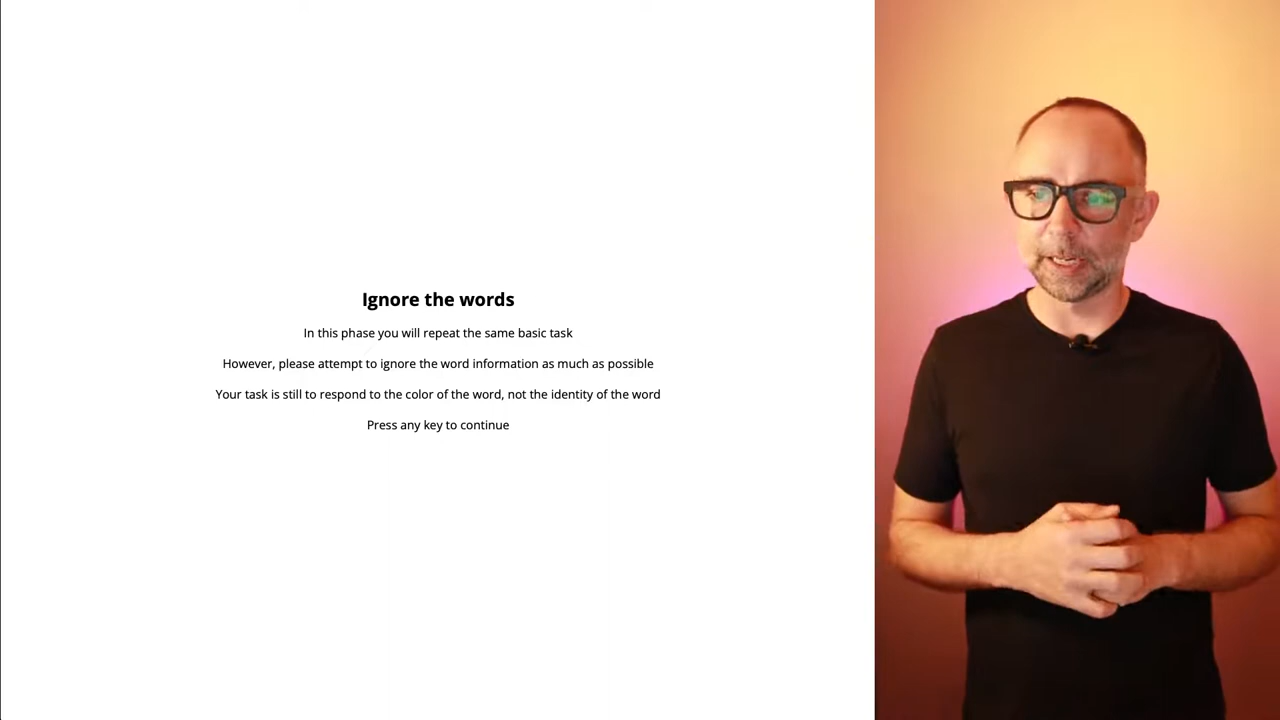 Ignore the words
In this phase you will repeat the same basic task
However, please attempt to ignore the word information as much as possible
Your task is still to respond to the color of the word, not the identity of the word
Press any key to continue